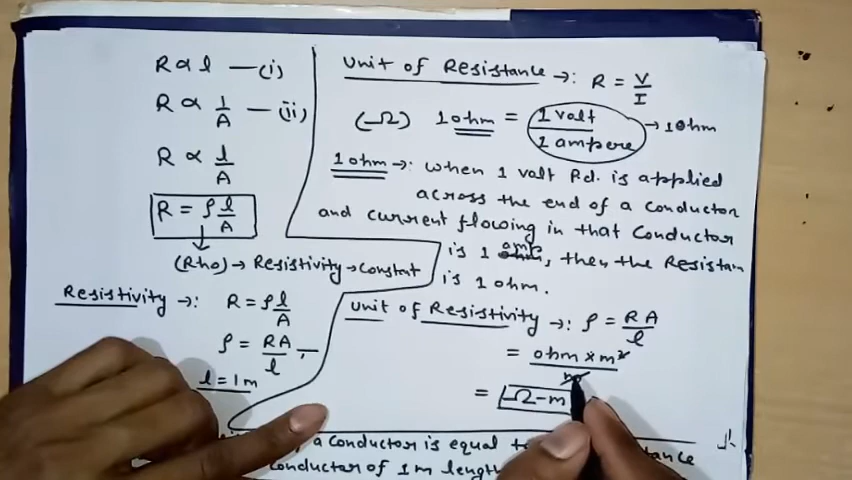 R ∝ l —(i)
R ∝ 1/A —(ii)
R ∝ l/A
R = ρ l/A
(Rho) → Resistivity → Constant
Resistivity →: R = ρ l/A
ρ = RA/l
l = 1m
Unit of Resistance →: R = V/I
(Ω) 1 ohm = 1 volt/1 ampere → 1 ohm
1 ohm →: When 1 volt Pd. is applied
across the end of a conductor
and current flowing in that Conductor
is 1 amp, then the Resistan
is 1 ohm.
Unit of Resistivity →: ρ = RA/l
= ohm × m²/m
= Ω-m
a Conductor is equal
conductor of 1m length